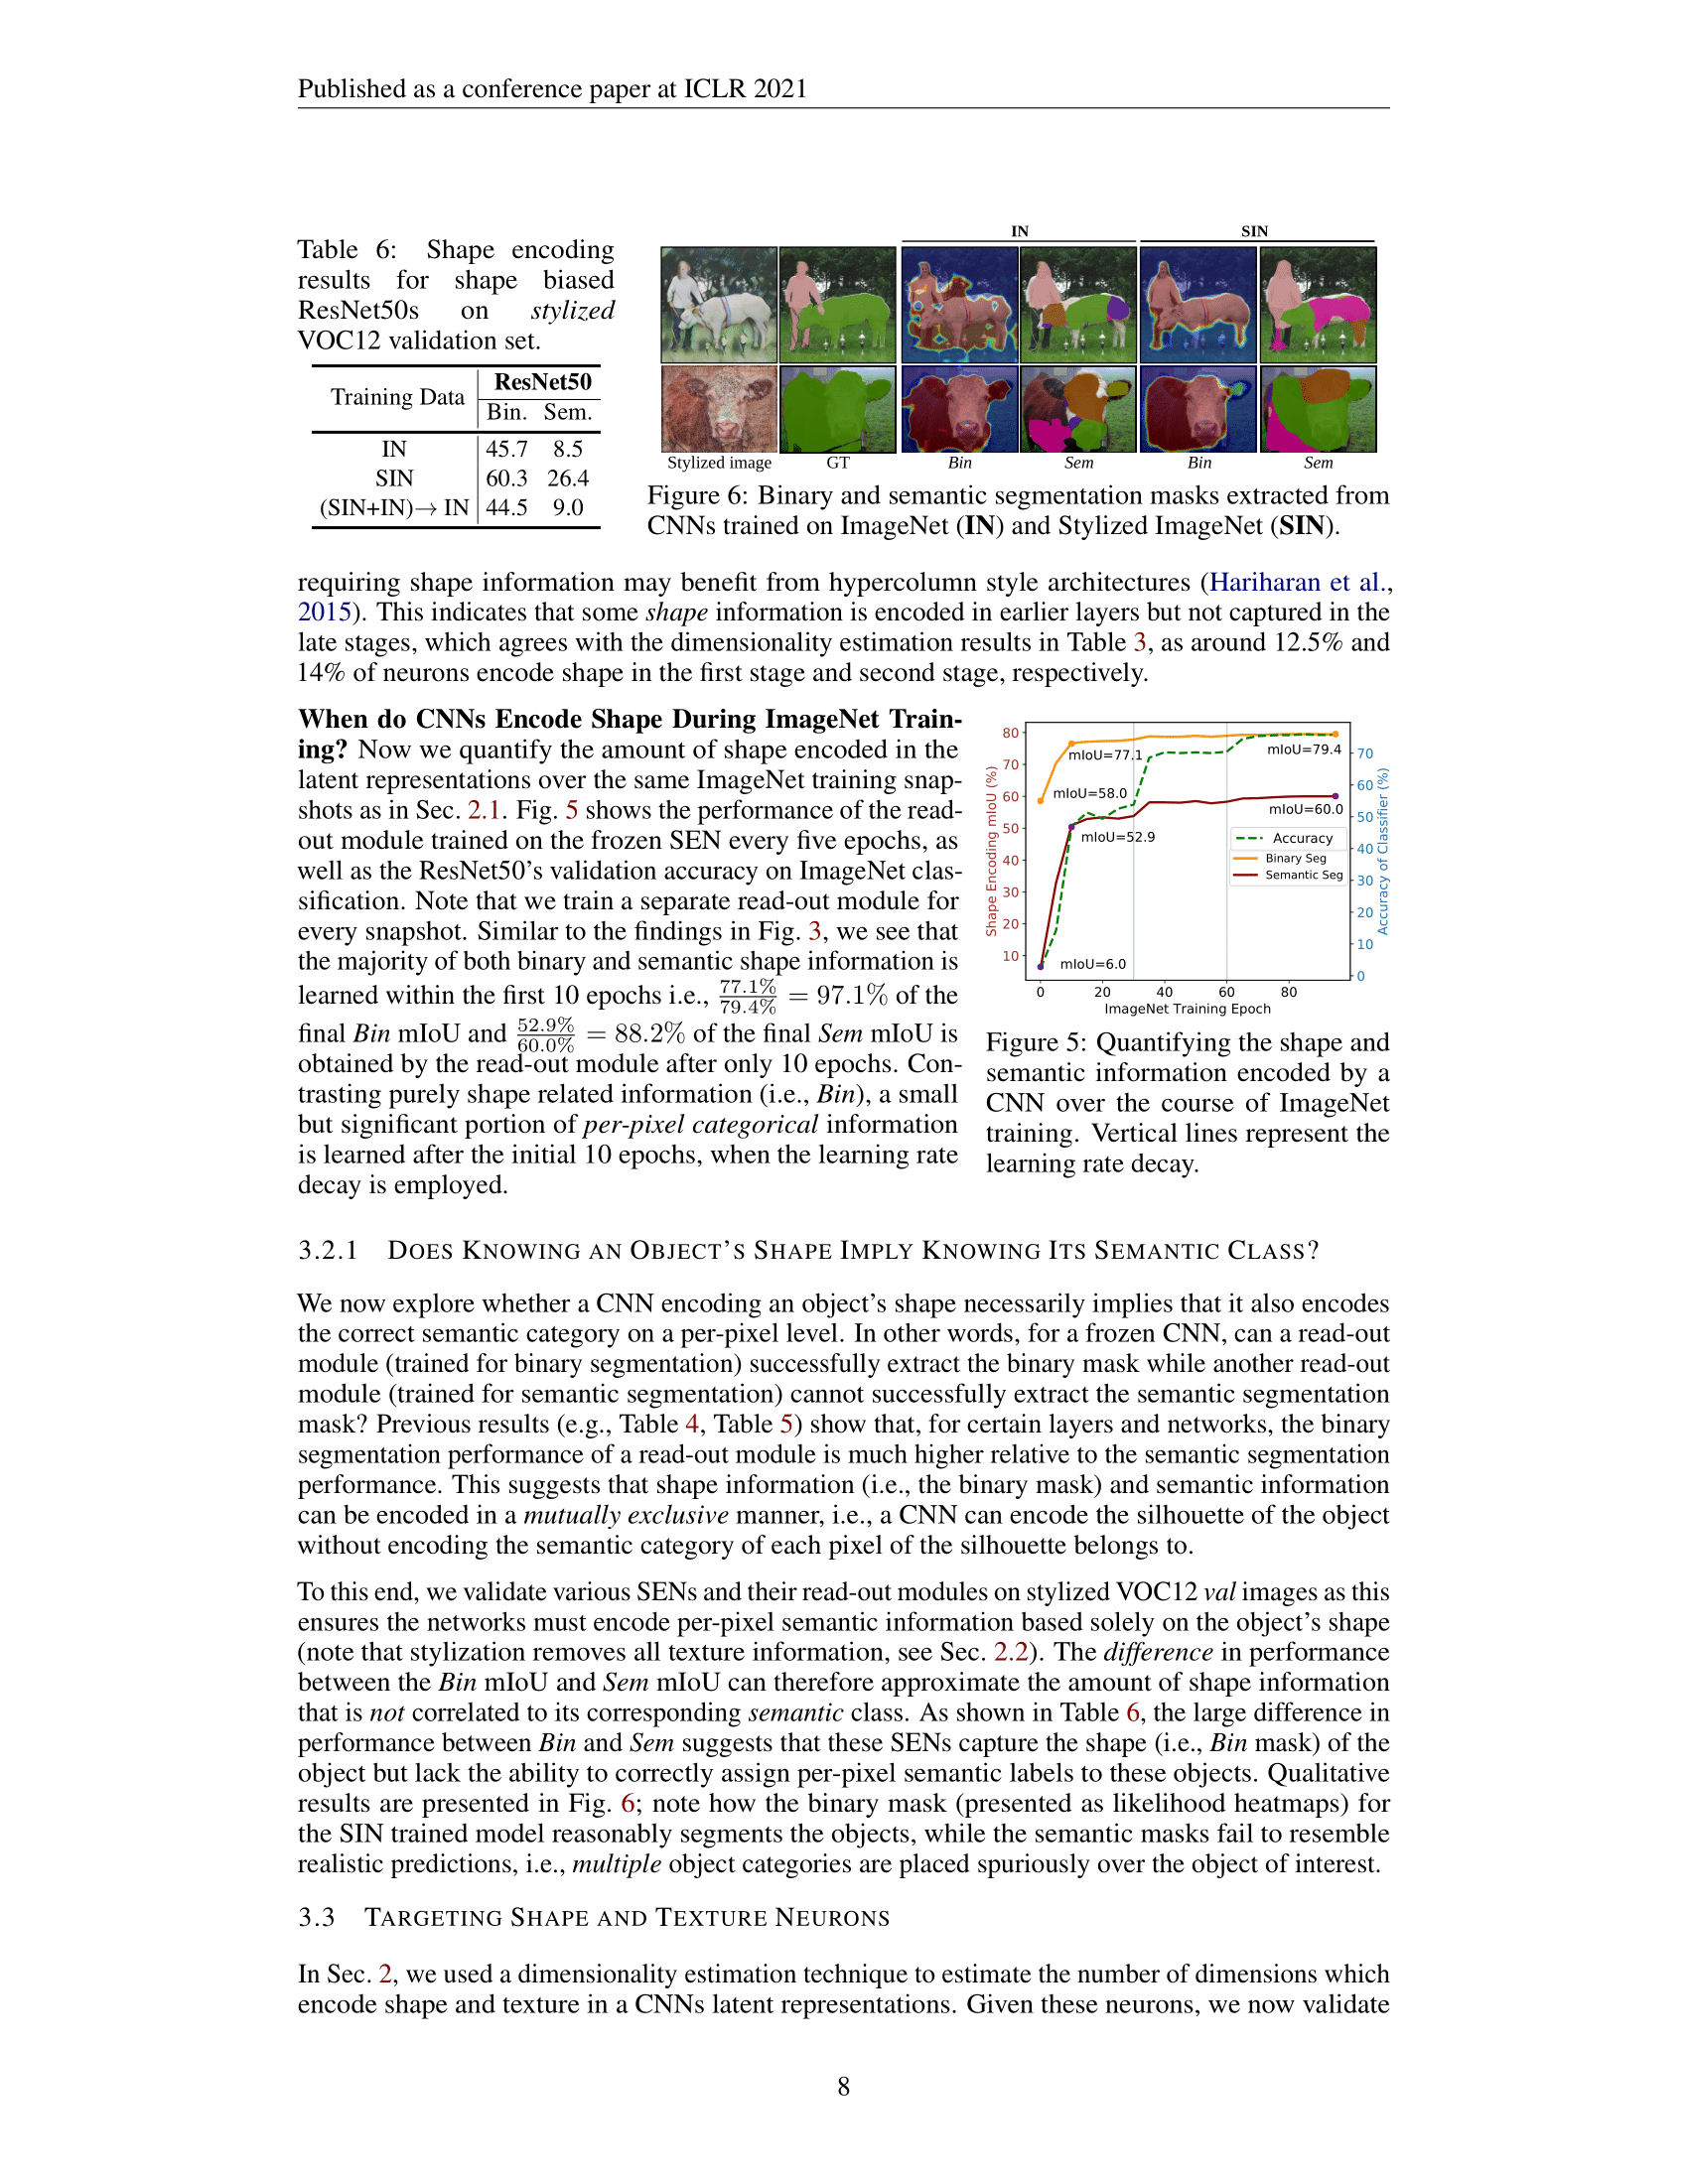 Published as a conference paper at ICLR 2021
Table 6: Shape encoding
results for shape biased
ResNet50s on stylized
VOC12 validation set.
Training Data ResNet50
Bin. Sem.
IN 45.7 8.5
SIN 60.3 26.4
(SIN+IN)→ IN 44.5 9.0
IN SIN
Stylized image GT Bin Sem Bin Sem
Figure 6: Binary and semantic segmentation masks extracted from
CNNs trained on ImageNet (IN) and Stylized ImageNet (SIN).
requiring shape information may benefit from hypercolumn style architectures (Hariharan et al.,
2015). This indicates that some shape information is encoded in earlier layers but not captured in the
late stages, which agrees with the dimensionality estimation results in Table 3, as around 12.5% and
14% of neurons encode shape in the first stage and second stage, respectively.
When do CNNs Encode Shape During ImageNet Train-
ing? Now we quantify the amount of shape encoded in the
latent representations over the same ImageNet training snap-
shots as in Sec. 2.1. Fig. 5 shows the performance of the read-
out module trained on the frozen SEN every five epochs, as
well as the ResNet50's validation accuracy on ImageNet clas-
sification. Note that we train a separate read-out module for
every snapshot. Similar to the findings in Fig. 3, we see that
the majority of both binary and semantic shape information is
learned within the first 10 epochs i.e., 77.1%/79.4% = 97.1% of the
final Bin mIoU and 52.9%/60.0% = 88.2% of the final Sem mIoU is
obtained by the read-out module after only 10 epochs. Con-
trasting purely shape related information (i.e., Bin), a small
but significant portion of per-pixel categorical information
is learned after the initial 10 epochs, when the learning rate
decay is employed.
Shape Encoding mIoU (%)
80
70
60
50
40
30
20
10
mIoU=77.1
mIoU=79.4
mIoU=58.0
mIoU=60.0
mIoU=52.9
mIoU=6.0
Accuracy
Binary Seg
Semantic Seg
70
60
50
40
30
20
10
0
Accuracy of Classifier (%)
0 20 40 60 80
ImageNet Training Epoch
Figure 5: Quantifying the shape and
semantic information encoded by a
CNN over the course of ImageNet
training. Vertical lines represent the
learning rate decay.
3.2.1 DOES KNOWING AN OBJECT'S SHAPE IMPLY KNOWING ITS SEMANTIC CLASS?
We now explore whether a CNN encoding an object's shape necessarily implies that it also encodes
the correct semantic category on a per-pixel level. In other words, for a frozen CNN, can a read-out
module (trained for binary segmentation) successfully extract the binary mask while another read-out
module (trained for semantic segmentation) cannot successfully extract the semantic segmentation
mask? Previous results (e.g., Table 4, Table 5) show that, for certain layers and networks, the binary
segmentation performance of a read-out module is much higher relative to the semantic segmentation
performance. This suggests that shape information (i.e., the binary mask) and semantic information
can be encoded in a mutually exclusive manner, i.e., a CNN can encode the silhouette of the object
without encoding the semantic category of each pixel of the silhouette belongs to.
To this end, we validate various SENs and their read-out modules on stylized VOC12 val images as this
ensures the networks must encode per-pixel semantic information based solely on the object's shape
(note that stylization removes all texture information, see Sec. 2.2). The difference in performance
between the Bin mIoU and Sem mIoU can therefore approximate the amount of shape information
that is not correlated to its corresponding semantic class. As shown in Table 6, the large difference in
performance between Bin and Sem suggests that these SENs capture the shape (i.e., Bin mask) of the
object but lack the ability to correctly assign per-pixel semantic labels to these objects. Qualitative
results are presented in Fig. 6; note how the binary mask (presented as likelihood heatmaps) for
the SIN trained model reasonably segments the objects, while the semantic masks fail to resemble
realistic predictions, i.e., multiple object categories are placed spuriously over the object of interest.
3.3 TARGETING SHAPE AND TEXTURE NEURONS
In Sec. 2, we used a dimensionality estimation technique to estimate the number of dimensions which
encode shape and texture in a CNNs latent representations. Given these neurons, we now validate
8